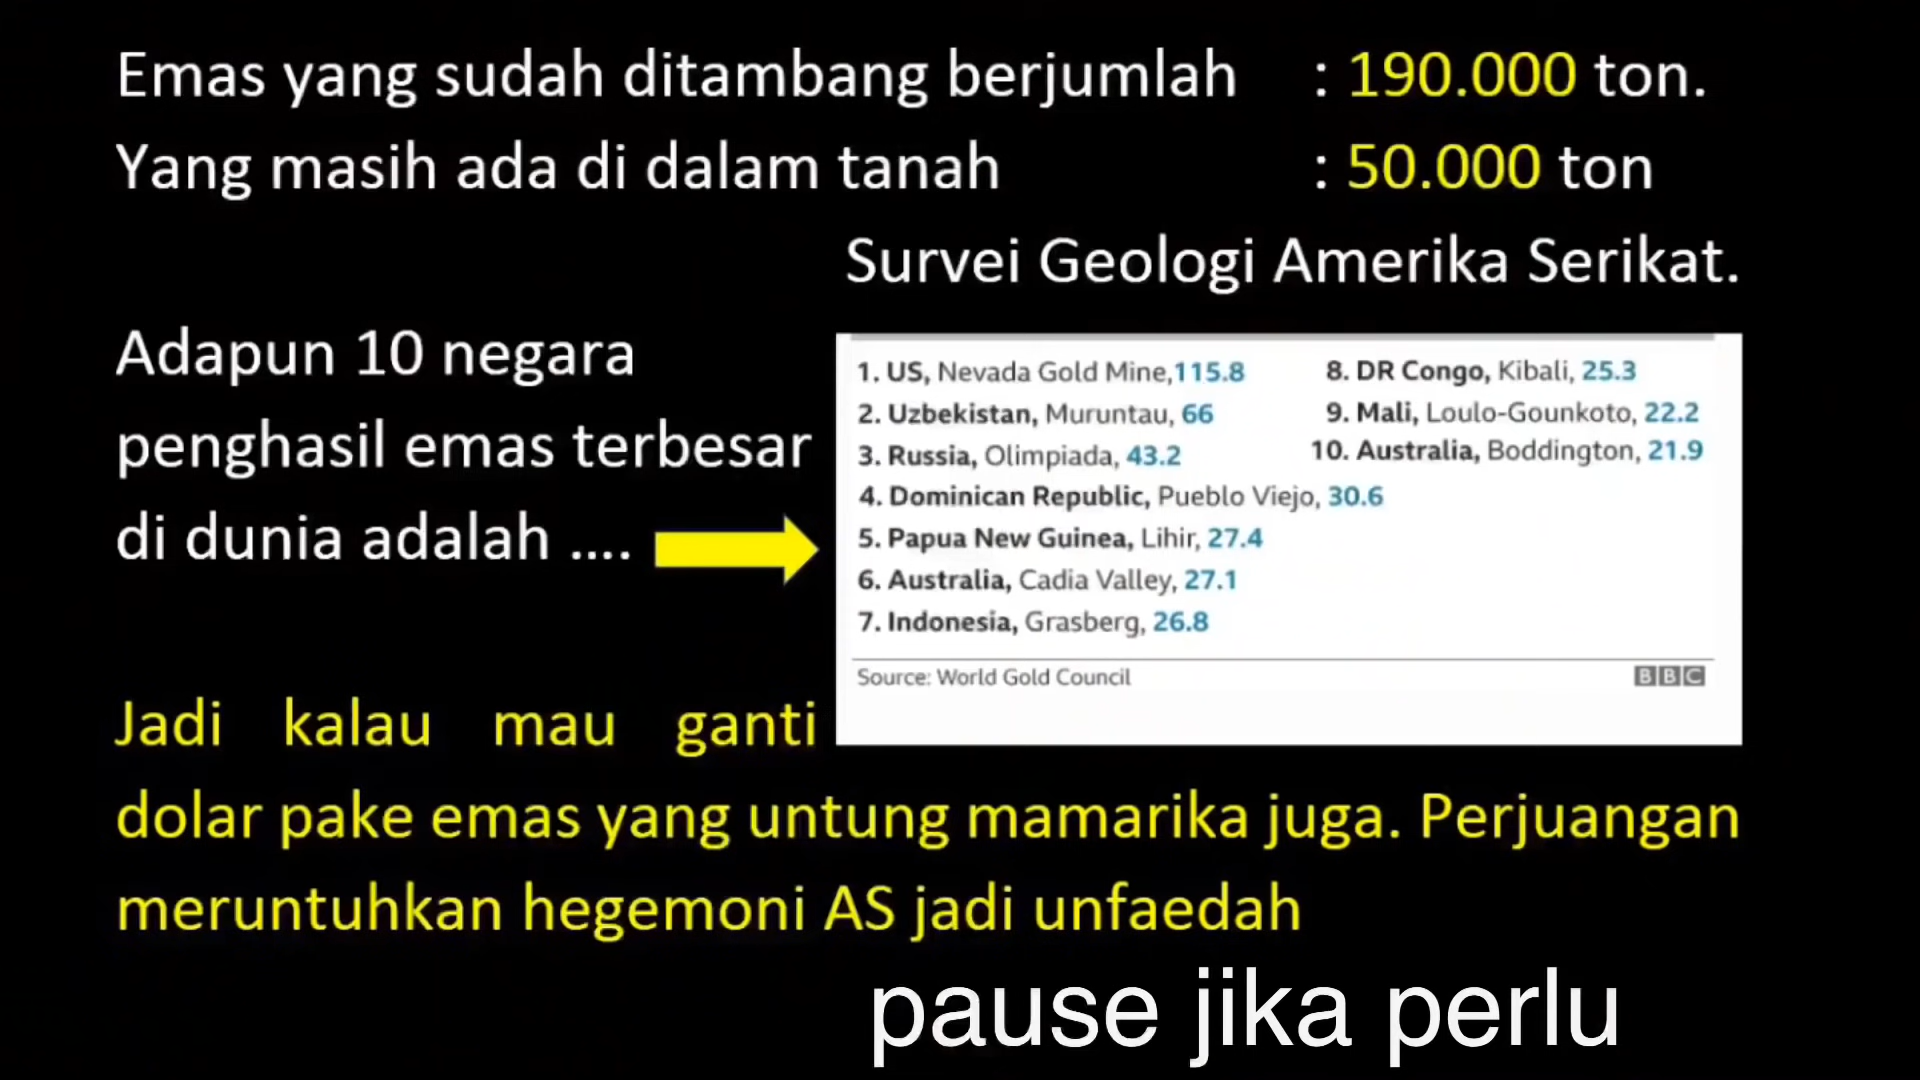 Emas yang sudah ditambang berjumlah : 190.000 ton.
Yang masih ada di dalam tanah : 50.000 ton
Survei Geologi Amerika Serikat.
Adapun 10 negara
penghasil emas terbesar
di dunia adalah ....
1. US, Nevada Gold Mine,115.8
2. Uzbekistan, Muruntau, 66
3. Russia, Olimpiada, 43.2
4. Dominican Republic, Pueblo Viejo, 30.6
5. Papua New Guinea, Lihir, 27.4
6. Australia, Cadia Valley, 27.1
7. Indonesia, Grasberg, 26.8
8. DR Congo, Kibali, 25.3
9. Mali, Loulo-Gounkoto, 22.2
10. Australia, Boddington, 21.9
Source: World Gold Council
BBC
Jadi kalau mau ganti
dolar pake emas yang untung mamarika juga. Perjuangan
meruntuhkan hegemoni AS jadi unfaedah
pause jika perlu